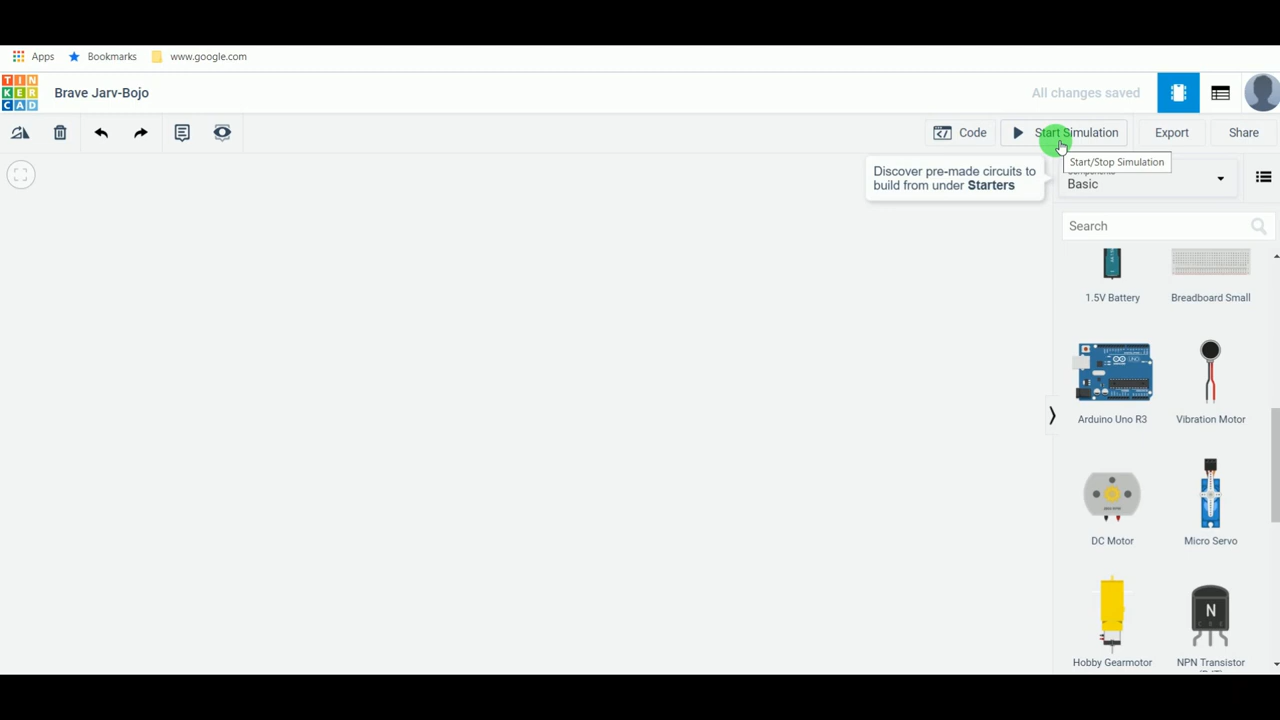 Apps
Bookmarks
www.google.com
TIN
KER
CAD
Brave Jarv-Bojo
All changes saved
Code
Start Simulation
Export
Share
Start/Stop Simulation
Discover pre-made circuits to
build from under Starters
Basic
Search
1.5V Battery
Breadboard Small
Arduino Uno R3
Vibration Motor
DC Motor
Micro Servo
N
Hobby Gearmotor
NPN Transistor